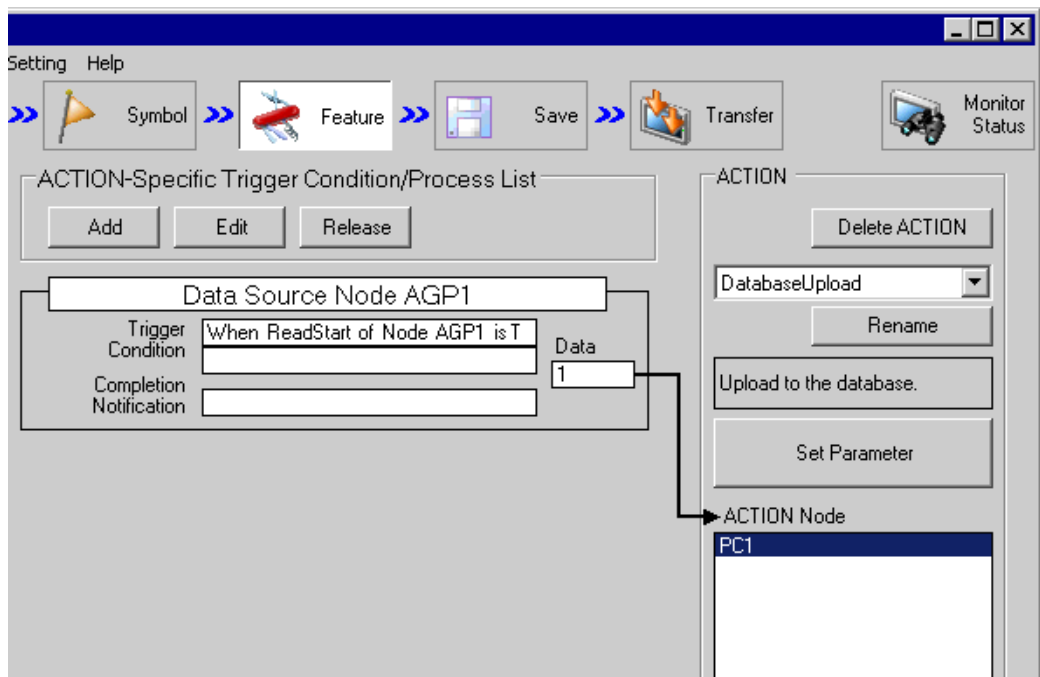 Setting Help
Symbol Feature Save Transfer Monitor Status
ACTION-Specific Trigger Condition/Process List
Add Edit Release
Data Source Node AGP1
Trigger Condition
When ReadStart of Node AGP1 is T
Data
1
Completion Notification
ACTION
Delete ACTION
DatabaseUpload
Rename
Upload to the database.
Set Parameter
ACTION Node
PC1